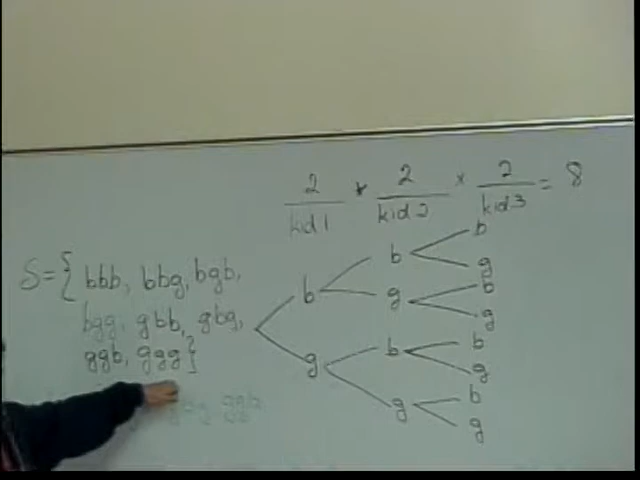 2 * 2 × 2 = 8
kid 1 kid 2 kid 3
S = { bbb, bbg, bgb,
bgg, gbb, gbg,
ggb, ggg }
b
g
b
g
b
g
b
g
b
g
b
g
b
g